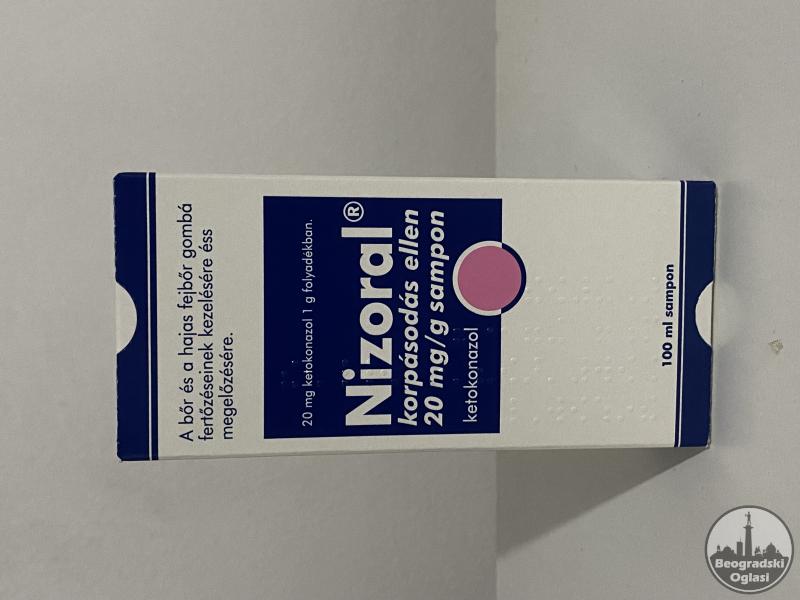 A bőr és a hajas fejbőr gombá
fertőzéseinek kezelésére éss
megelőzésére.
20 mg ketokonazol 1 g folyadékban.
Nizoral®
korpásodás ellen
20 mg/g sampon
ketokonazol
100 ml sampon
Beogradski
Oglasi